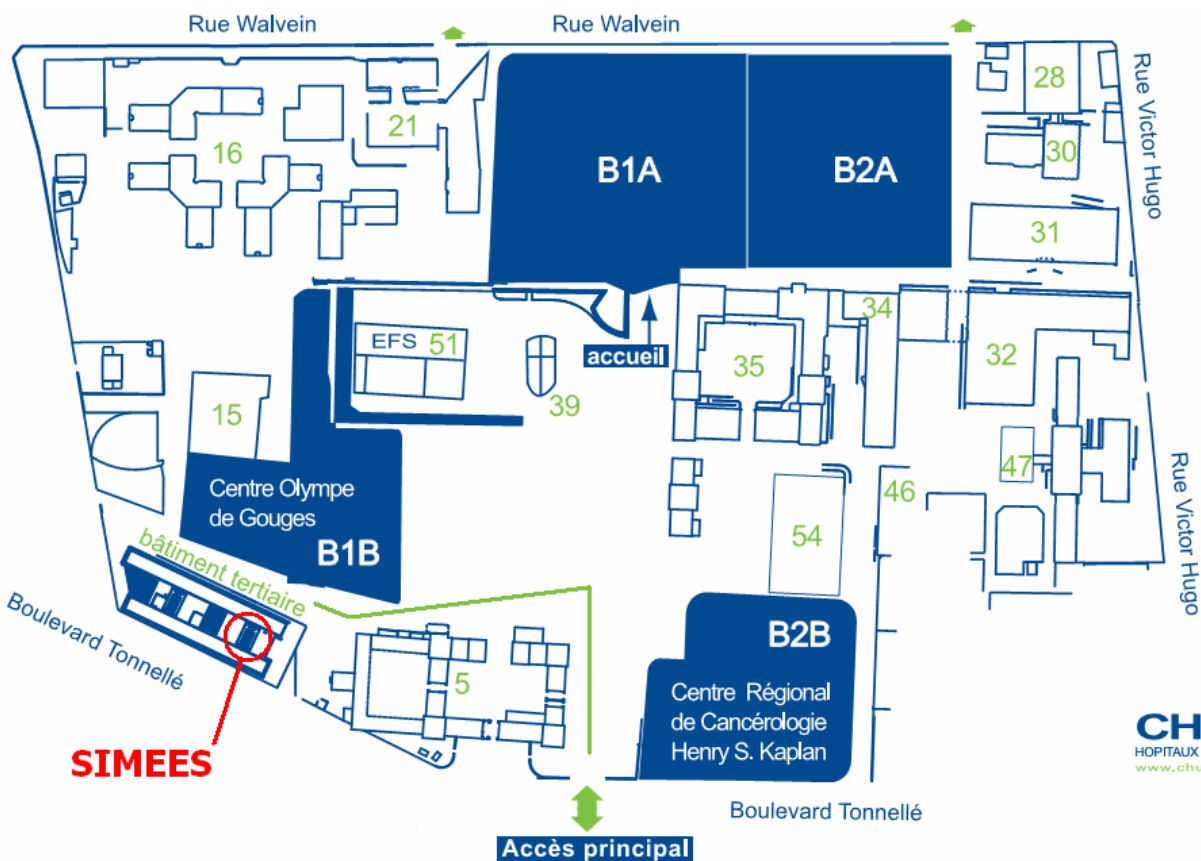 Rue Walvein
Rue Walvein
28
Rue Victor Hugo
21
16
B1A
B2A
30
31
34
EFS 51
accueil
35
32
39
15
47
Rue Victor Hugo
46
Centre Olympe
de Gouges
B1B
54
bâtiment tertiaire
Boulevard Tonnellé
B2B
5
Centre Régional
de Cancérologie
Henry S. Kaplan
SIMEES
CH
HOPITAUX
www.chu
Boulevard Tonnellé
Accès principal